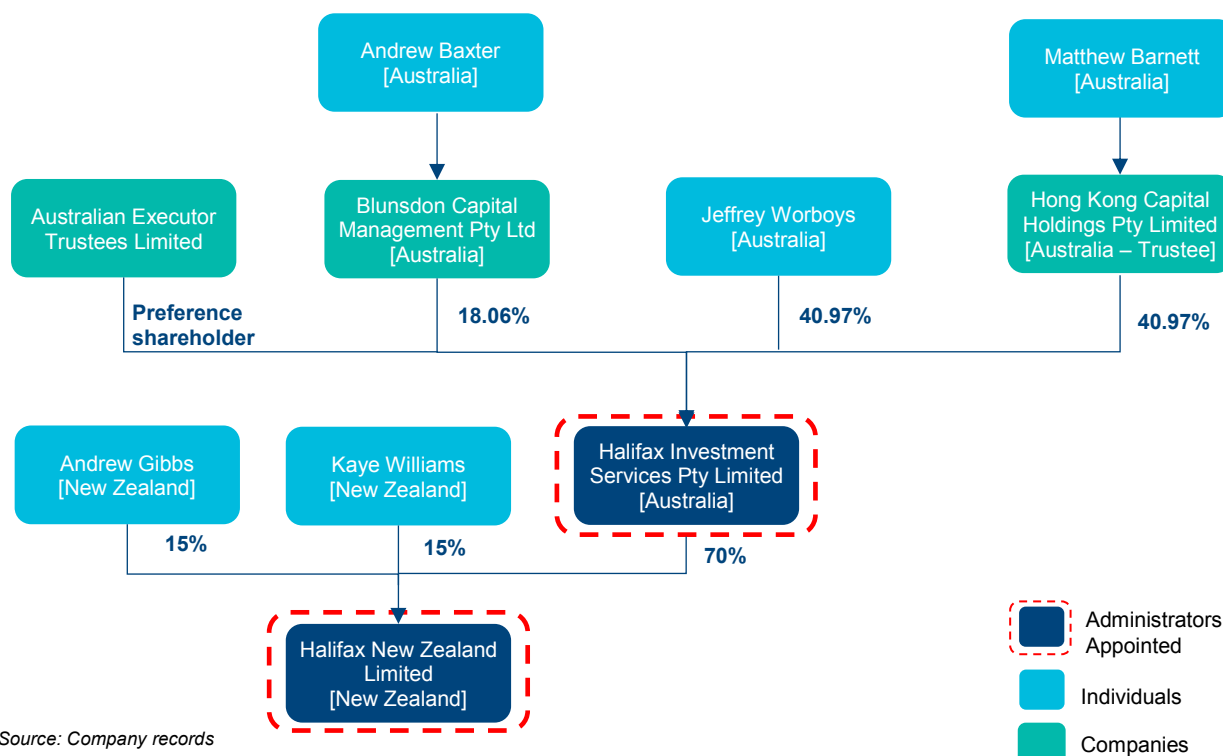 Andrew Baxter
[Australia]
Matthew Barnett
[Australia]
Australian Executor
Trustees Limited
Blunsdon Capital
Management Pty Ltd
[Australia]
Jeffrey Worboys
[Australia]
Hong Kong Capital
Holdings Pty Limited
[Australia – Trustee]
Preference
shareholder
18.06%
40.97%
40.97%
Andrew Gibbs
[New Zealand]
Kaye Williams
[New Zealand]
Halifax Investment
Services Pty Limited
[Australia]
15%
15%
70%
Halifax New Zealand
Limited
[New Zealand]
Administrators
Appointed
Individuals
Companies
Source: Company records